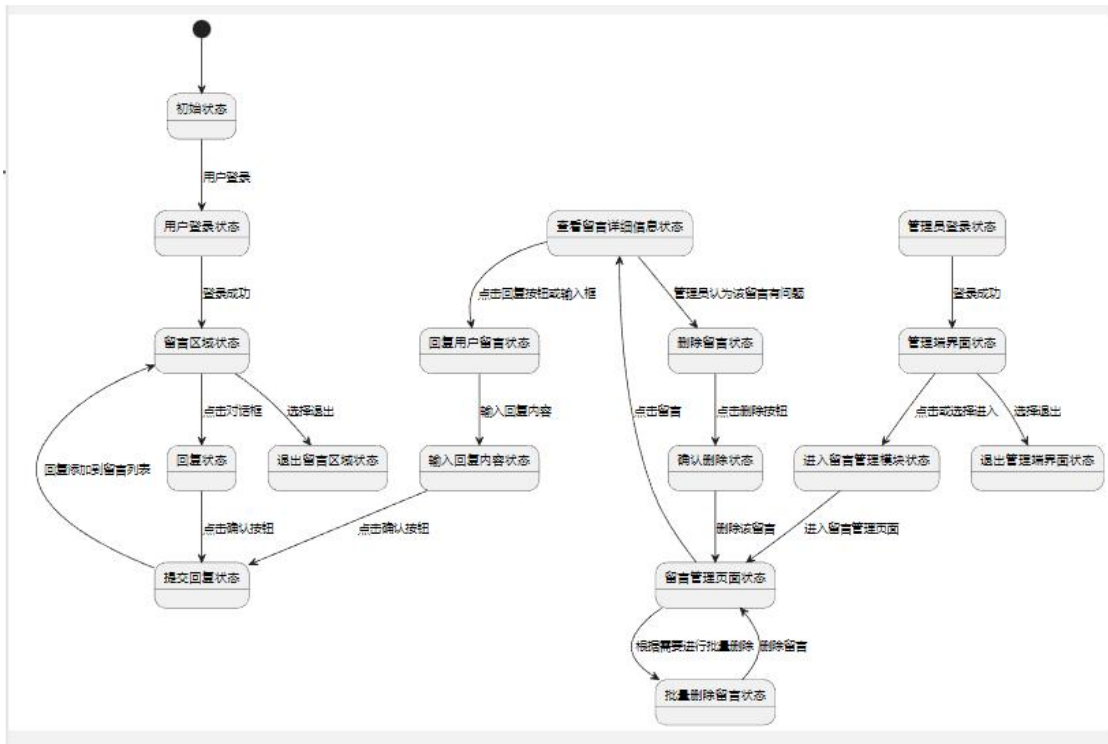 初始状态
用户登录
用户登录状态
查看留言详细信息状态
管理员登录状态
登录成功
点击回复按钮或输入框
管理员认为该留言有问题
登录成功
留言区域状态
回复用户留言状态
删除留言状态
管理端界面状态
点击对话框
选择退出
输入回复内容
点击留言
点击删除按钮
点击或选择进入
选择退出
回复添加到留言列表
回复状态
退出留言区域状态
输入回复内容状态
确认删除状态
进入留言管理模块状态
退出管理端界面状态
点击确认按钮
点击确认按钮
删除该留言
进入留言管理页面
提交回复状态
留言管理页面状态
根据需要进行批量删除
删除留言
批量删除留言状态